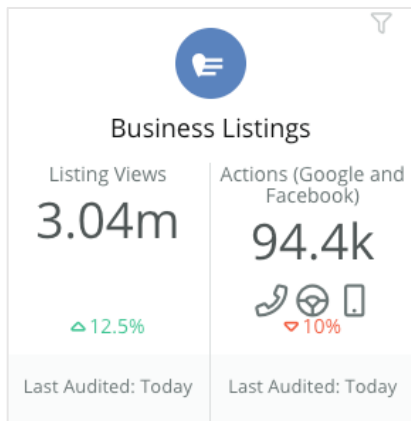 Business Listings
Listing Views
3.04m
12.5%
Last Audited: Today
Actions (Google and
Facebook)
94.4k
10%
Last Audited: Today